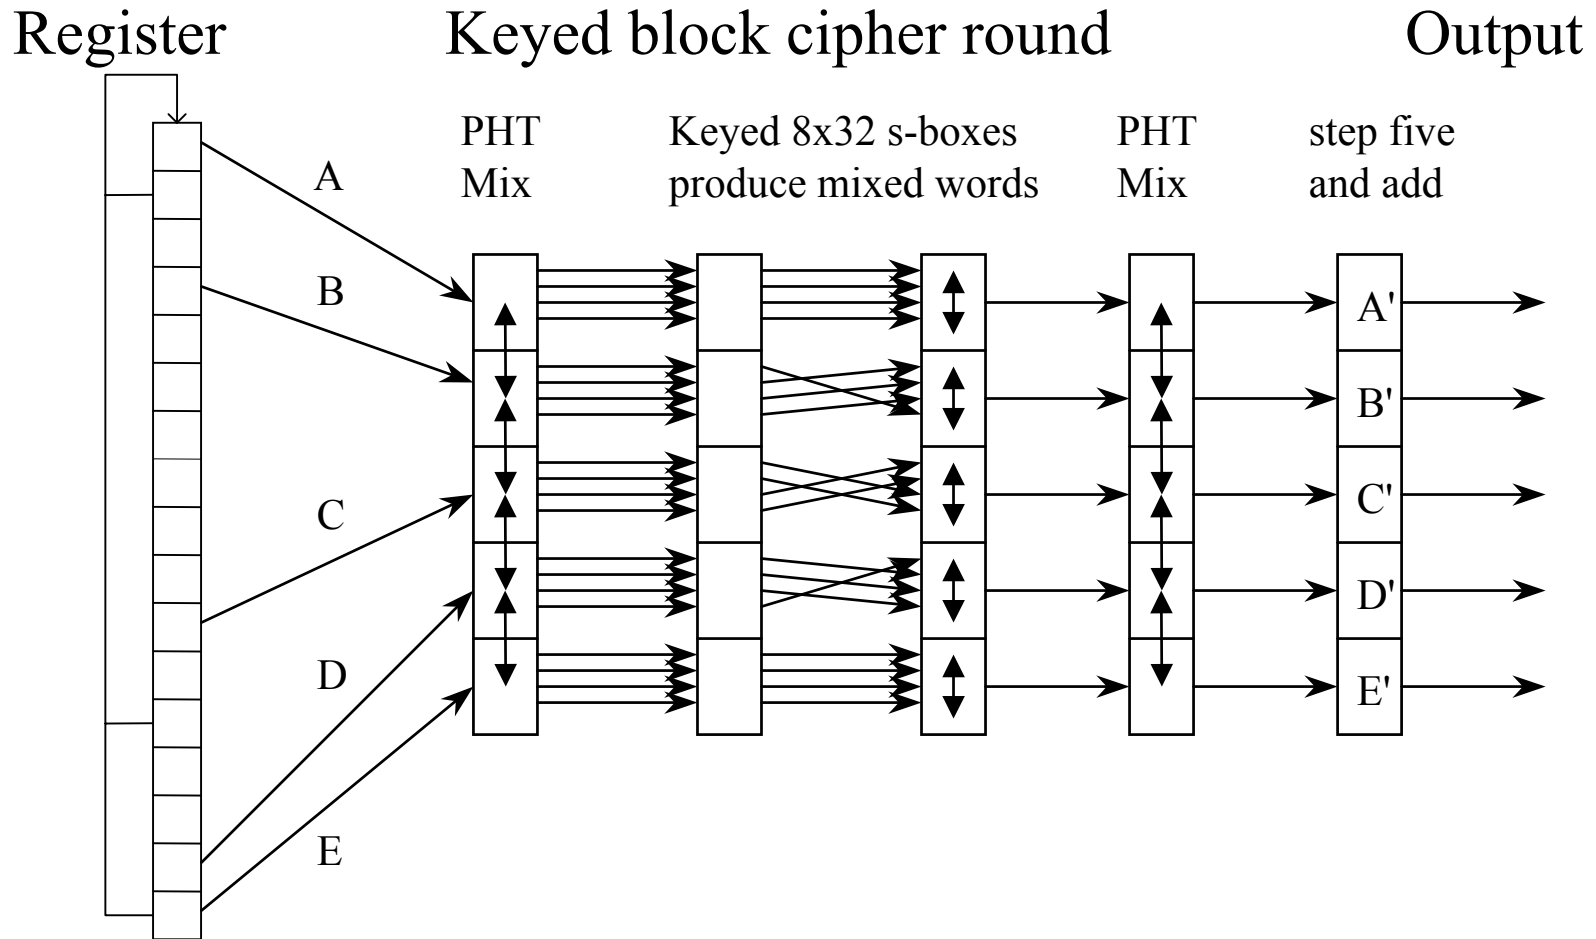 Register
Keyed block cipher round
Output
PHT
Mix
Keyed 8x32 s-boxes
produce mixed words
PHT
Mix
step five
and add
A
B
C
D
E
A'
B'
C'
D'
E'